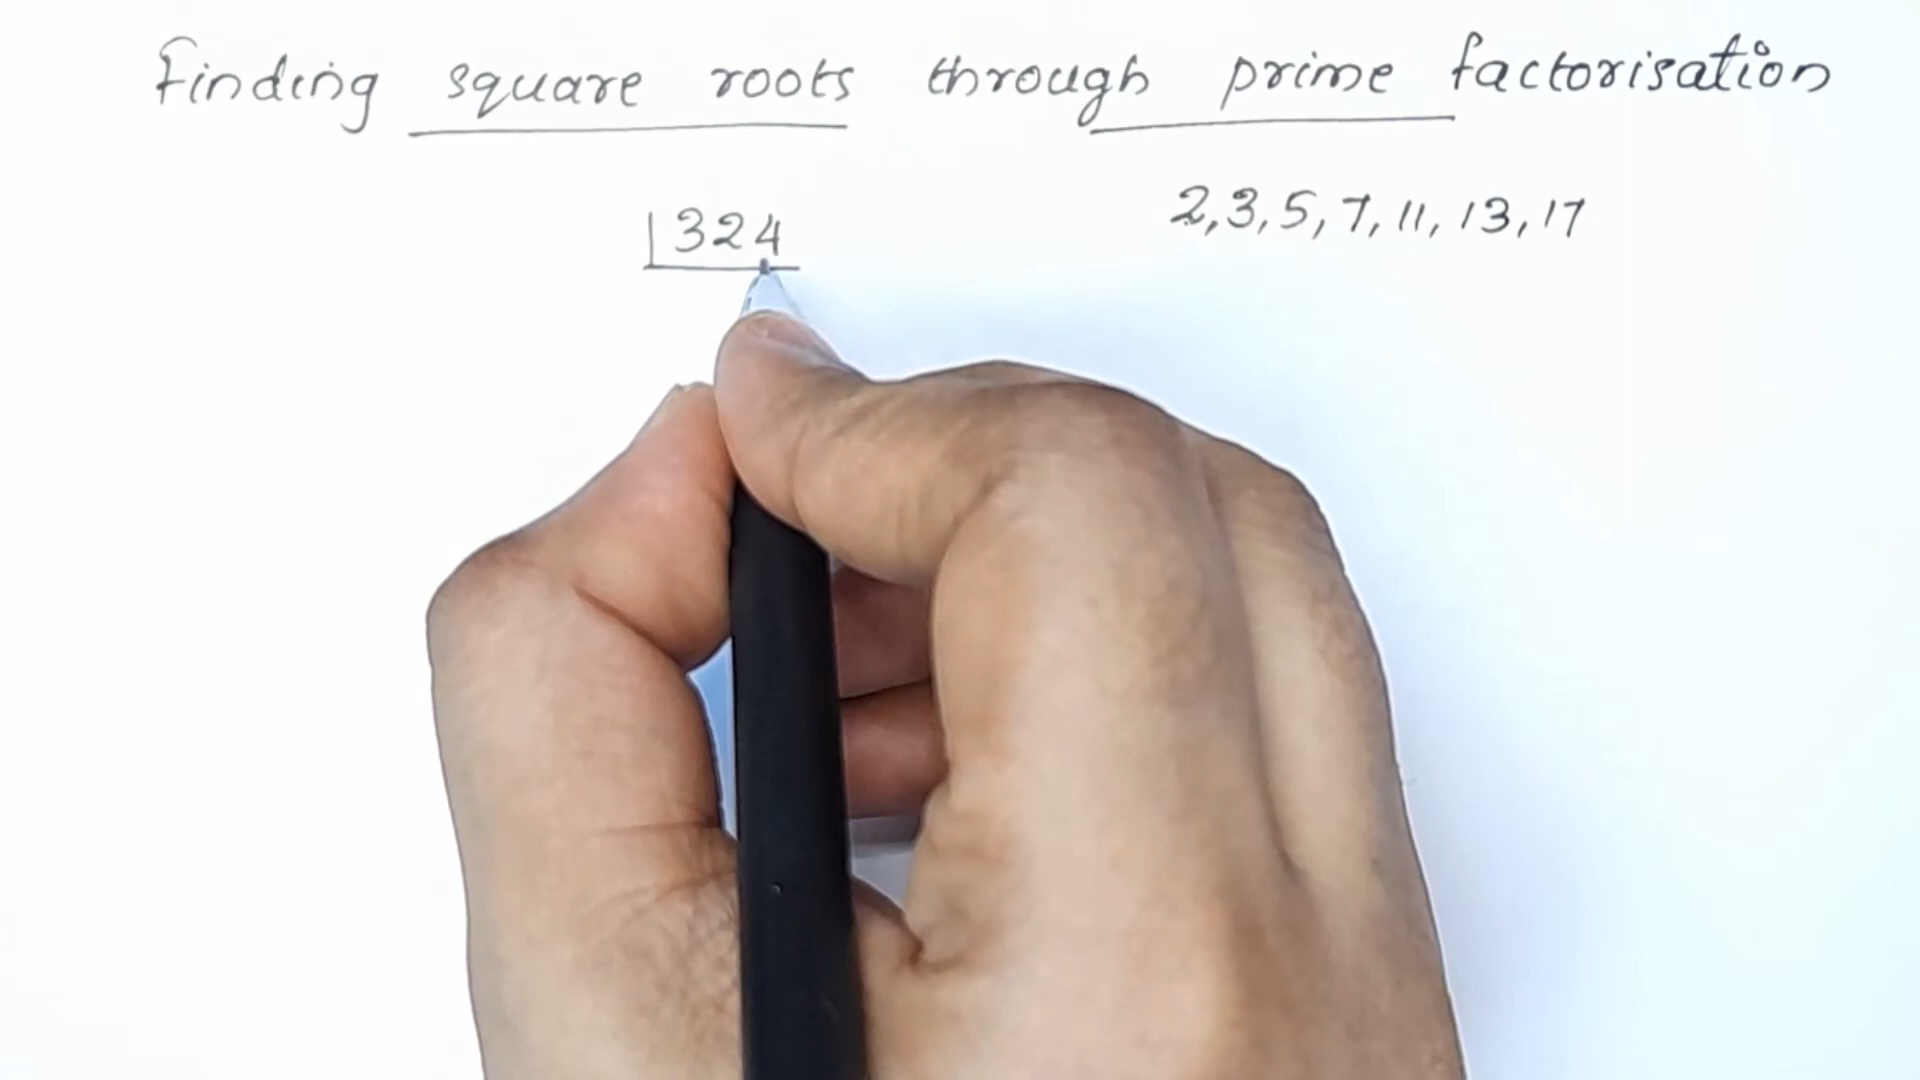 Finding square roots through prime factorisation
2, 3, 5, 7, 11, 13, 17
324